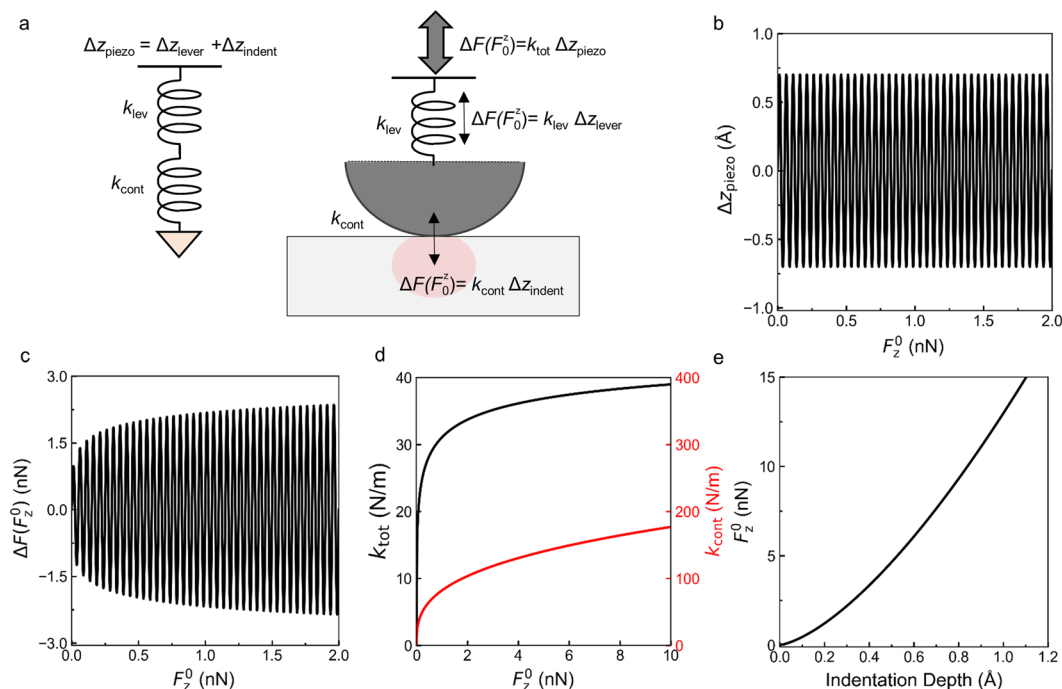 a
Δz_piezo = Δz_lever +Δz_indent
k_lev
k_cont
ΔF(F_0^z)=k_tot Δz_piezo
k_lev
ΔF(F_0^z)= k_lev Δz_lever
k_cont
ΔF(F_0^z)= k_cont Δz_indent
b
1.0
0.5
0.0
−0.5
−1.0
Δz_piezo (Å)
0.0 0.5 1.0 1.5 2.0
F_z^0 (nN)
c
3.0
1.5
0.0
−1.5
−3.0
ΔF(F_z^0) (nN)
0.0 0.5 1.0 1.5 2.0
F_z^0 (nN)
d
40
30
20
10
0
k_tot (N/m)
400
300
200
100
0
k_cont (N/m)
0 2 4 6 8 10
F_z^0 (nN)
e
15
10
5
0
F_z^0 (nN)
0.0 0.2 0.4 0.6 0.8 1.0 1.2
Indentation Depth (Å)